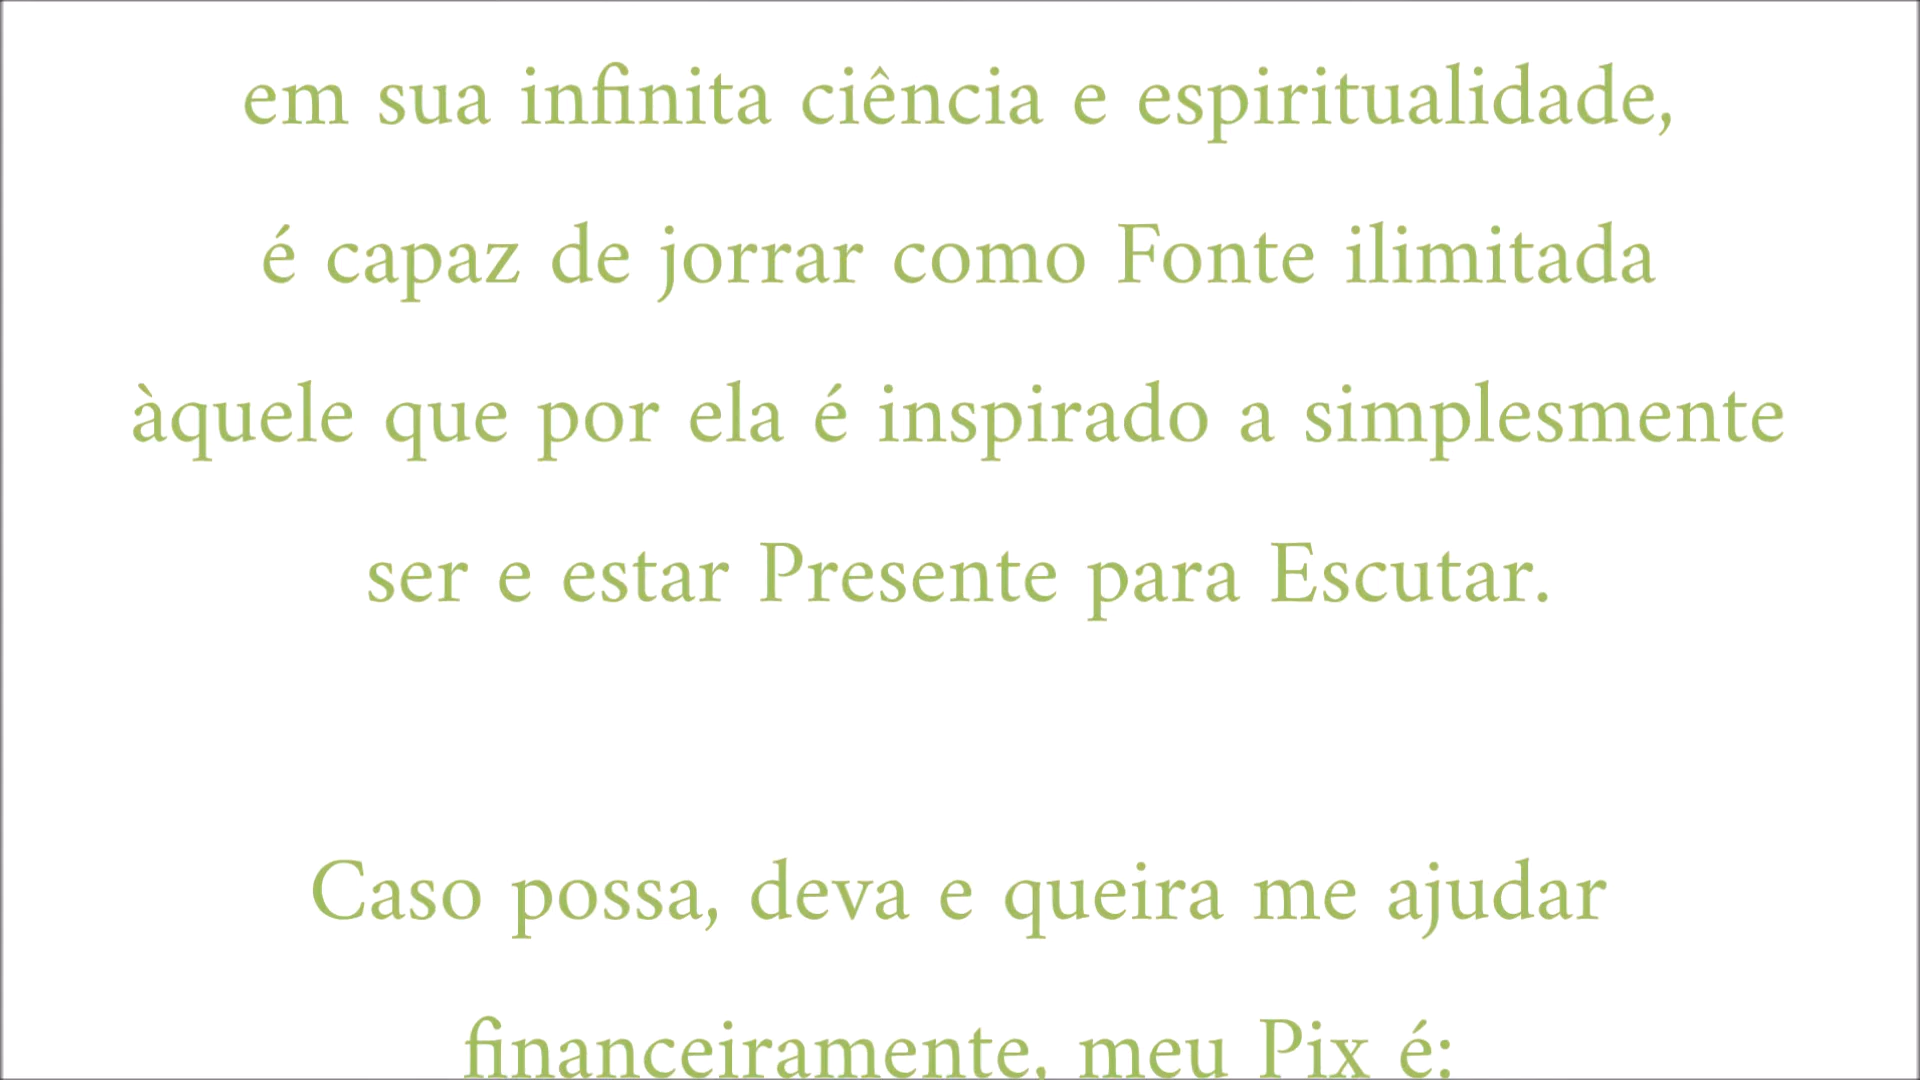 em sua infinita ciência e espiritualidade,
é capaz de jorrar como Fonte ilimitada
àquele que por ela é inspirado a simplesmente
ser e estar Presente para Escutar.
Caso possa, deva e queira me ajudar
financeiramente, meu Pix é: